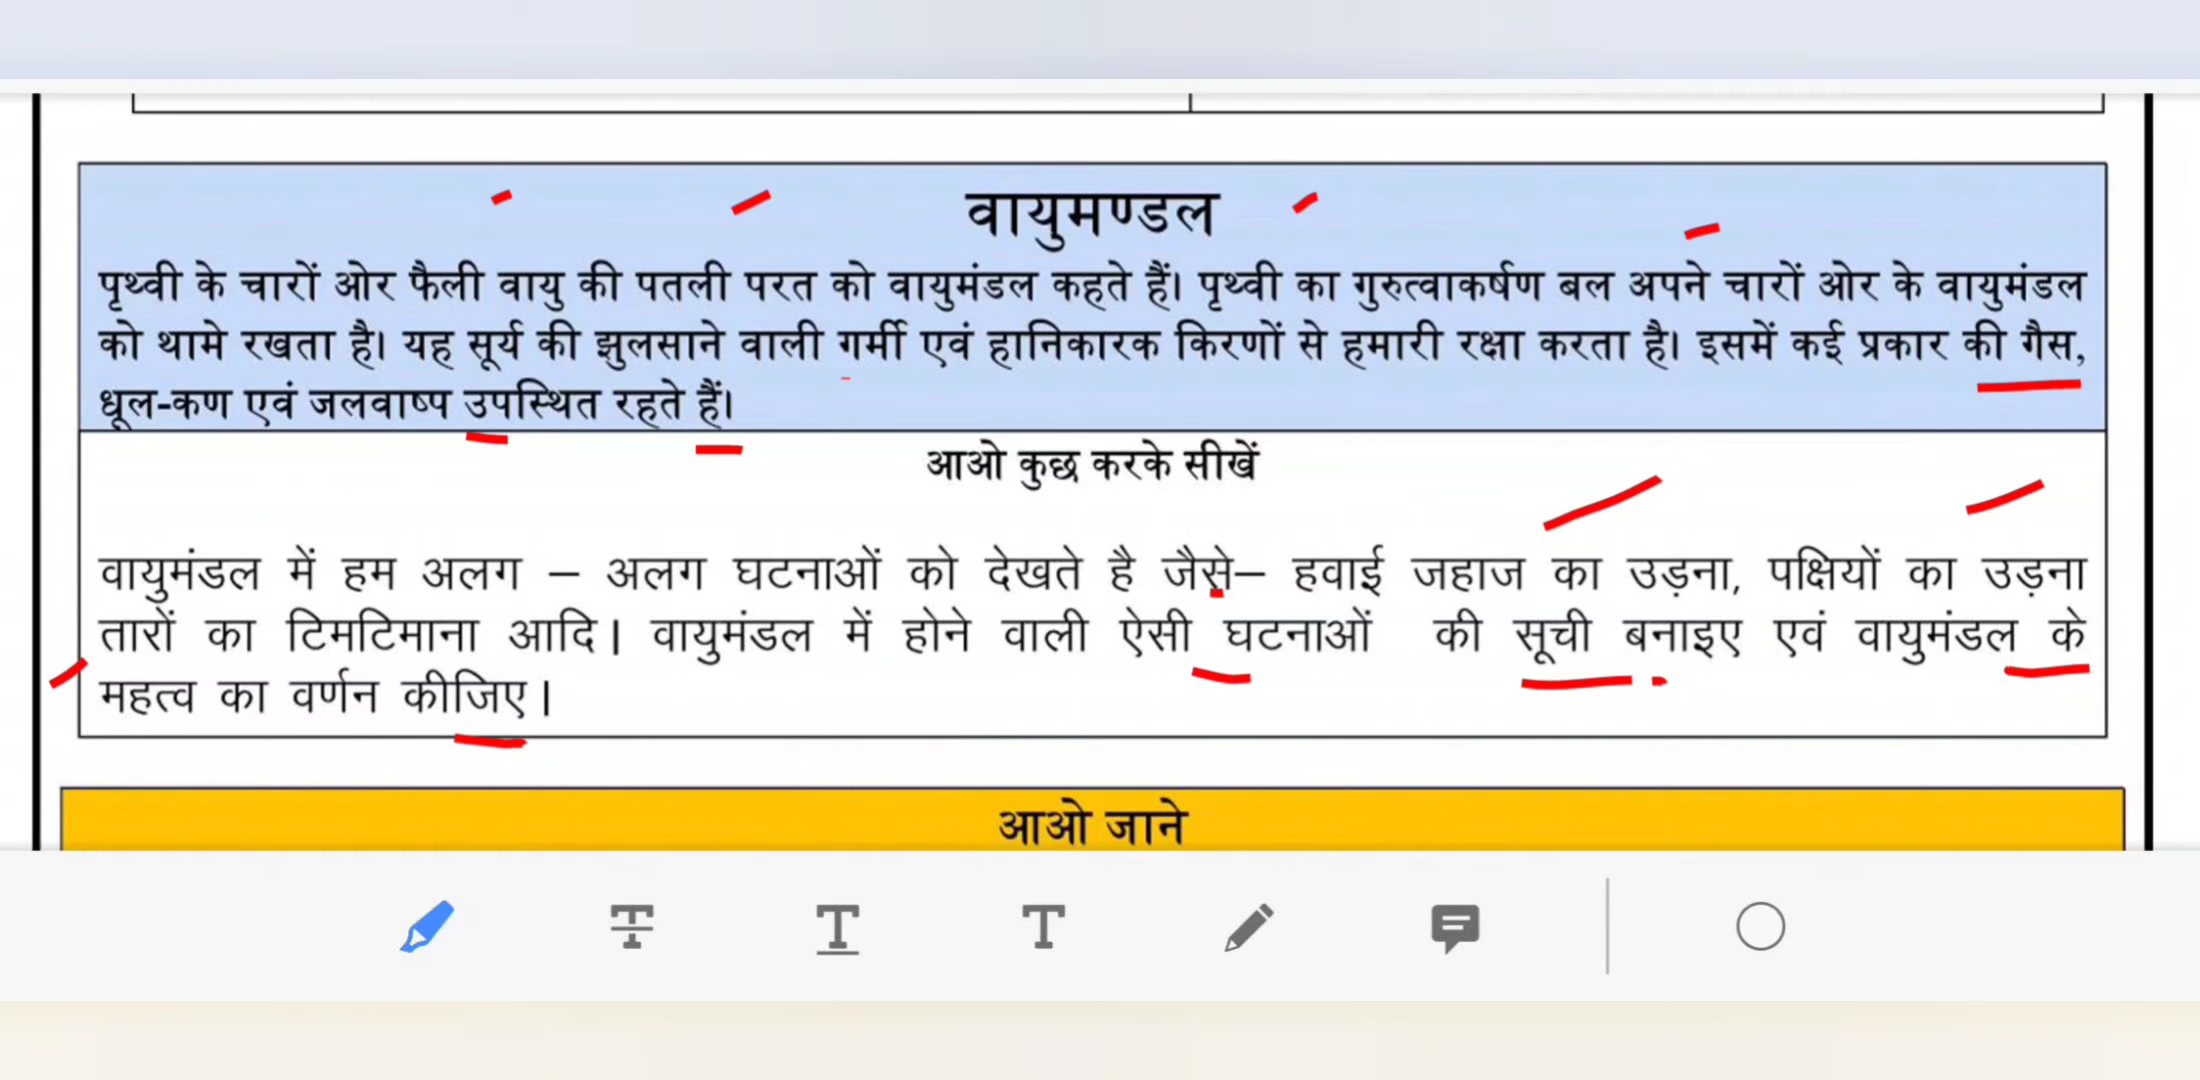 वायुमण्डल
पृथ्वी के चारों ओर फैली वायु की पतली परत को वायुमंडल कहते हैं। पृथ्वी का गुरुत्वाकर्षण बल अपने चारों ओर के वायुमंडल
को थामे रखता है। यह सूर्य की झुलसाने वाली गर्मी एवं हानिकारक किरणों से हमारी रक्षा करता है। इसमें कई प्रकार की गैस,
धूल-कण एवं जलवाष्प उपस्थित रहते हैं।
आओ कुछ करके सीखें
वायुमंडल में हम अलग – अलग घटनाओं को देखते है जैसे– हवाई जहाज का उड़ना, पक्षियों का उड़ना
तारों का टिमटिमाना आदि। वायुमंडल में होने वाली ऐसी घटनाओं की सूची बनाइए एवं वायुमंडल के
महत्व का वर्णन कीजिए।
आओ जाने